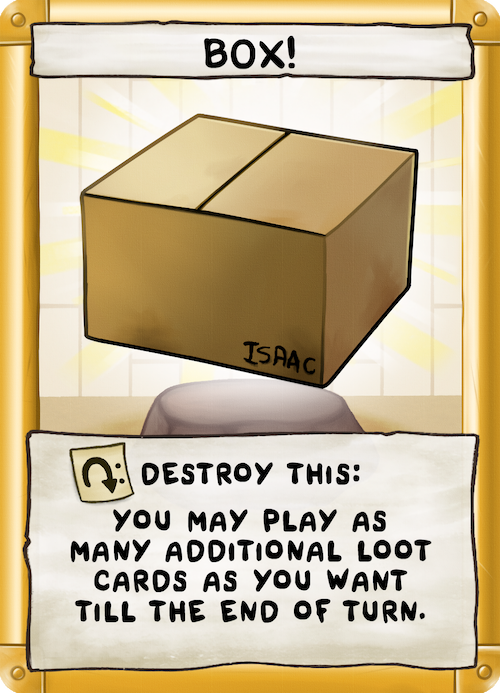 BOX!
ISAAC
: DESTROY THIS:
YOU MAY PLAY AS
MANY ADDITIONAL LOOT
CARDS AS YOU WANT
TILL THE END OF TURN.